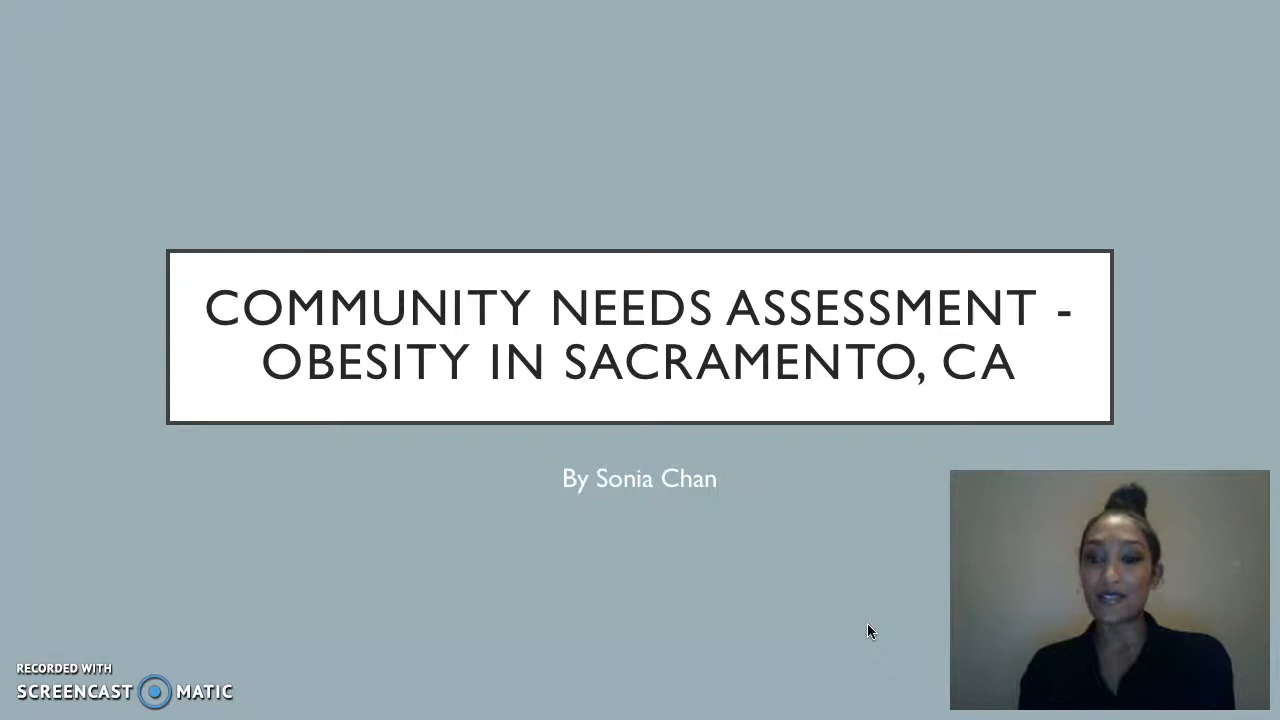 COMMUNITY NEEDS ASSESSMENT -
OBESITY IN SACRAMENTO, CA
By Sonia Chan
RECORDED WITH
SCREENCAST MATIC